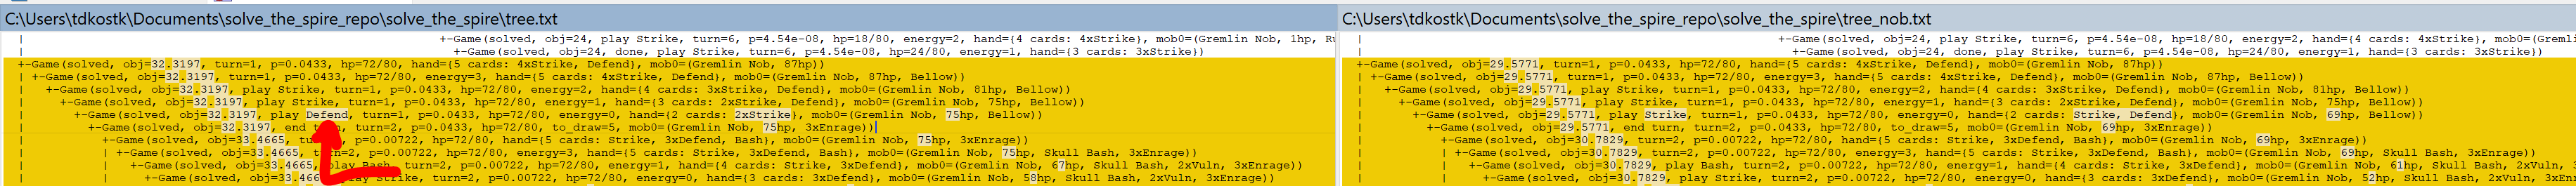 C:\Users\tdkostk\Documents\solve_the_spire_repo\solve_the_spire\tree.txt
| +-Game(solved, obj=24, play Strike, turn=6, p=4.54e-08, hp=18/80, energy=2, hand={4 cards: 4xStrike}, mob0=(Gremlin Nob, 1hp,
| +-Game(solved, obj=24, done, play Strike, turn=6, p=4.54e-08, hp=24/80, energy=1, hand={3 cards: 3xStrike})
+-Game(solved, obj=32.3197, turn=1, p=0.0433, hp=72/80, hand={5 cards: 4xStrike, Defend}, mob0=(Gremlin Nob, 87hp))
| +-Game(solved, obj=32.3197, turn=1, p=0.0433, hp=72/80, energy=3, hand={5 cards: 4xStrike, Defend}, mob0=(Gremlin Nob, 87hp, Bellow))
| +-Game(solved, obj=32.3197, play Strike, turn=1, p=0.0433, hp=72/80, energy=2, hand={4 cards: 3xStrike, Defend}, mob0=(Gremlin Nob, 81hp, Bellow))
| +-Game(solved, obj=32.3197, play Strike, turn=1, p=0.0433, hp=72/80, energy=1, hand={3 cards: 2xStrike, Defend}, mob0=(Gremlin Nob, 75hp, Bellow))
| +-Game(solved, obj=32.3197, play Defend, turn=1, p=0.0433, hp=72/80, energy=0, hand={2 cards: 2xStrike}, mob0=(Gremlin Nob, 75hp, Bellow))
| +-Game(solved, obj=32.3197, end turn, turn=2, p=0.0433, hp=72/80, to_draw=5, mob0=(Gremlin Nob, 75hp, 3xEnrage))
| +-Game(solved, obj=33.4665, turn=2, p=0.00722, hp=72/80, hand={5 cards: Strike, 3xDefend, Bash}, mob0=(Gremlin Nob, 75hp, 3xEnrage))
| | +-Game(solved, obj=33.4665, turn=2, p=0.00722, hp=72/80, energy=3, hand={5 cards: Strike, 3xDefend, Bash}, mob0=(Gremlin Nob, 75hp, Skull Bash, 3xEnrage))
| | +-Game(solved, obj=33.4665, play Bash, turn=2, p=0.00722, hp=72/80, energy=1, hand={4 cards: Strike, 3xDefend}, mob0=(Gremlin Nob, 67hp, Skull Bash, 2xVuln, 3xEnrage))
| | +-Game(solved, obj=33.466 play Strike, turn=2, p=0.00722, hp=72/80, energy=0, hand={3 cards: 3xDefend}, mob0=(Gremlin Nob, 58hp, Skull Bash, 2xVuln, 3xEnrage))
C:\Users\tdkostk\Documents\solve_the_spire_repo\solve_the_spire\tree_nob.txt
| +-Game(solved, obj=24, play Strike, turn=6, p=4.54e-08, hp=18/80, energy=2, hand={4 cards: 4xStrike}, mob0=(Greml
| +-Game(solved, obj=24, done, play Strike, turn=6, p=4.54e-08, hp=24/80, energy=1, hand={3 cards: 3xStrike})
+-Game(solved, obj=29.5771, turn=1, p=0.0433, hp=72/80, hand={5 cards: 4xStrike, Defend}, mob0=(Gremlin Nob, 87hp))
| +-Game(solved, obj=29.5771, turn=1, p=0.0433, hp=72/80, energy=3, hand={5 cards: 4xStrike, Defend}, mob0=(Gremlin Nob, 87hp, Bellow))
| +-Game(solved, obj=29.5771, play Strike, turn=1, p=0.0433, hp=72/80, energy=2, hand={4 cards: 3xStrike, Defend}, mob0=(Gremlin Nob, 81hp, Bellow))
| +-Game(solved, obj=29.5771, play Strike, turn=1, p=0.0433, hp=72/80, energy=1, hand={3 cards: 2xStrike, Defend}, mob0=(Gremlin Nob, 75hp, Bellow))
| +-Game(solved, obj=29.5771, play Strike, turn=1, p=0.0433, hp=72/80, energy=0, hand={2 cards: Strike, Defend}, mob0=(Gremlin Nob, 69hp, Bellow))
| +-Game(solved, obj=29.5771, end turn, turn=2, p=0.0433, hp=72/80, to_draw=5, mob0=(Gremlin Nob, 69hp, 3xEnrage))
| +-Game(solved, obj=30.7829, turn=2, p=0.00722, hp=72/80, hand={5 cards: Strike, 3xDefend, Bash}, mob0=(Gremlin Nob, 69hp, 3xEnrage))
| | +-Game(solved, obj=30.7829, turn=2, p=0.00722, hp=72/80, energy=3, hand={5 cards: Strike, 3xDefend, Bash}, mob0=(Gremlin Nob, 69hp, Skull Bash, 3xEnrage))
| | +-Game(solved, obj=30.7829, play Bash, turn=2, p=0.00722, hp=72/80, energy=1, hand={4 cards: Strike, 3xDefend}, mob0=(Gremlin Nob, 61hp, Skull Bash, 2xVuln,
| | +-Game(solved, obj=30.7829, play Strike, turn=2, p=0.00722, hp=72/80, energy=0, hand={3 cards: 3xDefend}, mob0=(Gremlin Nob, 52hp, Skull Bash, 2xVuln,